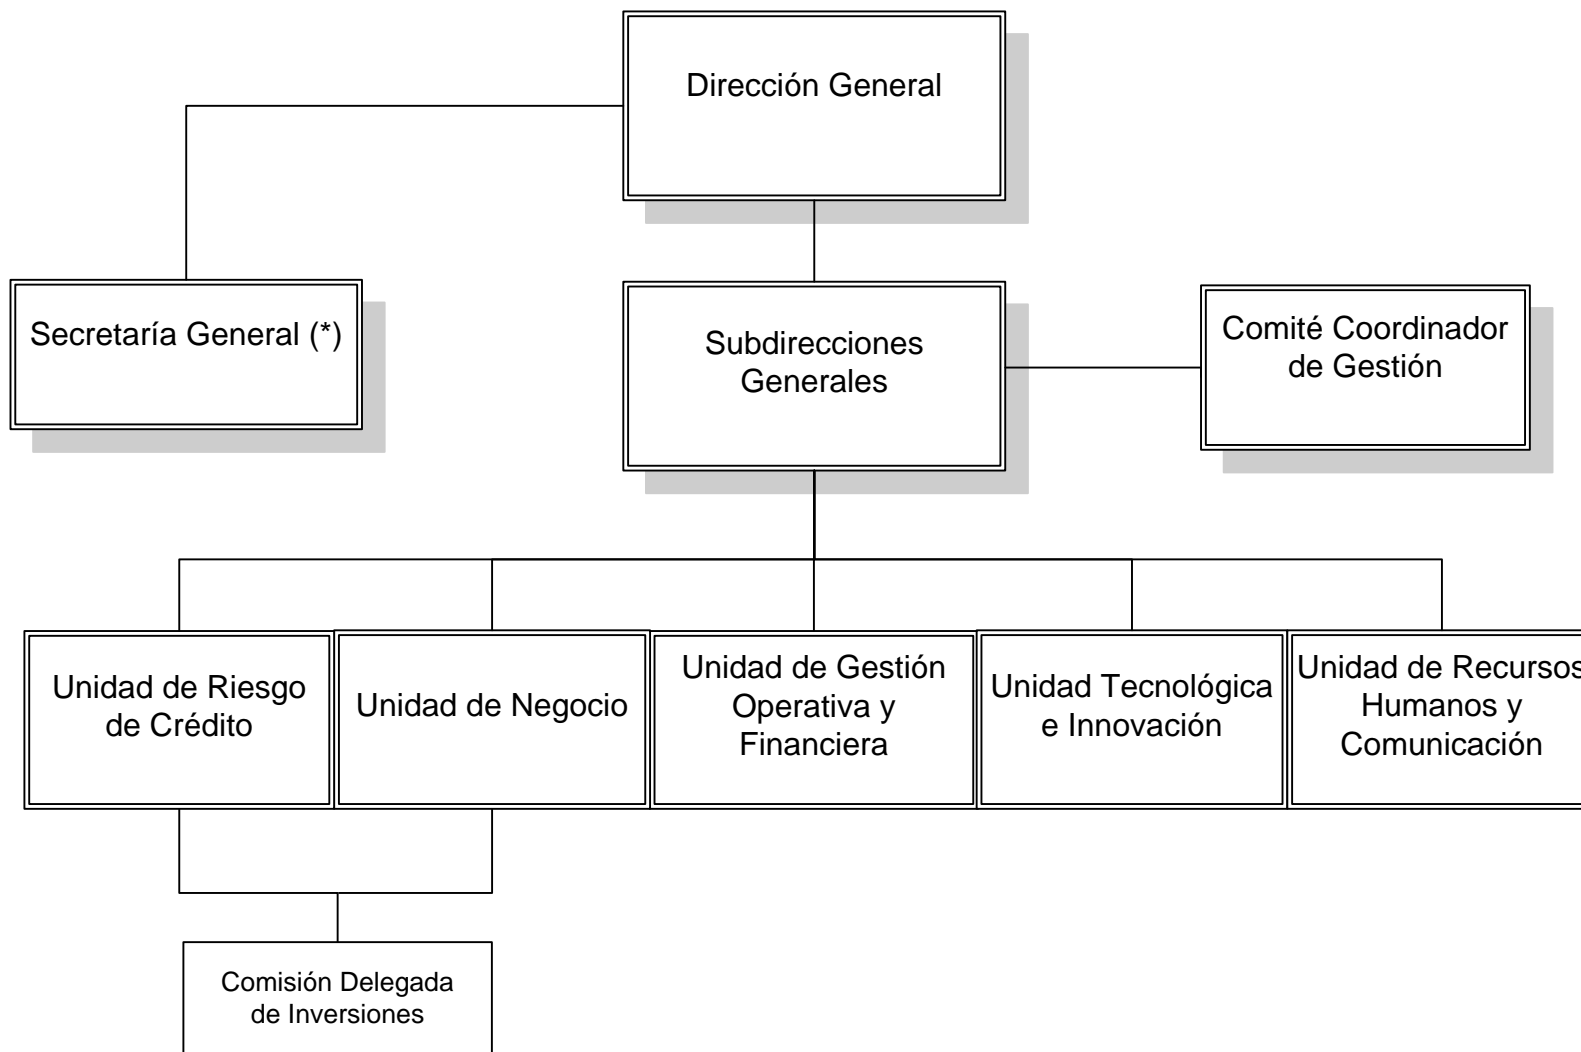 Dirección General
Secretaría General (*)
Subdirecciones
Generales
Comité Coordinador
de Gestión
Unidad de Riesgo
de Crédito
Unidad de Negocio
Unidad de Gestión
Operativa y
Financiera
Unidad Tecnológica
e Innovación
Unidad de Recursos
Humanos y
Comunicación
Comisión Delegada
de Inversiones